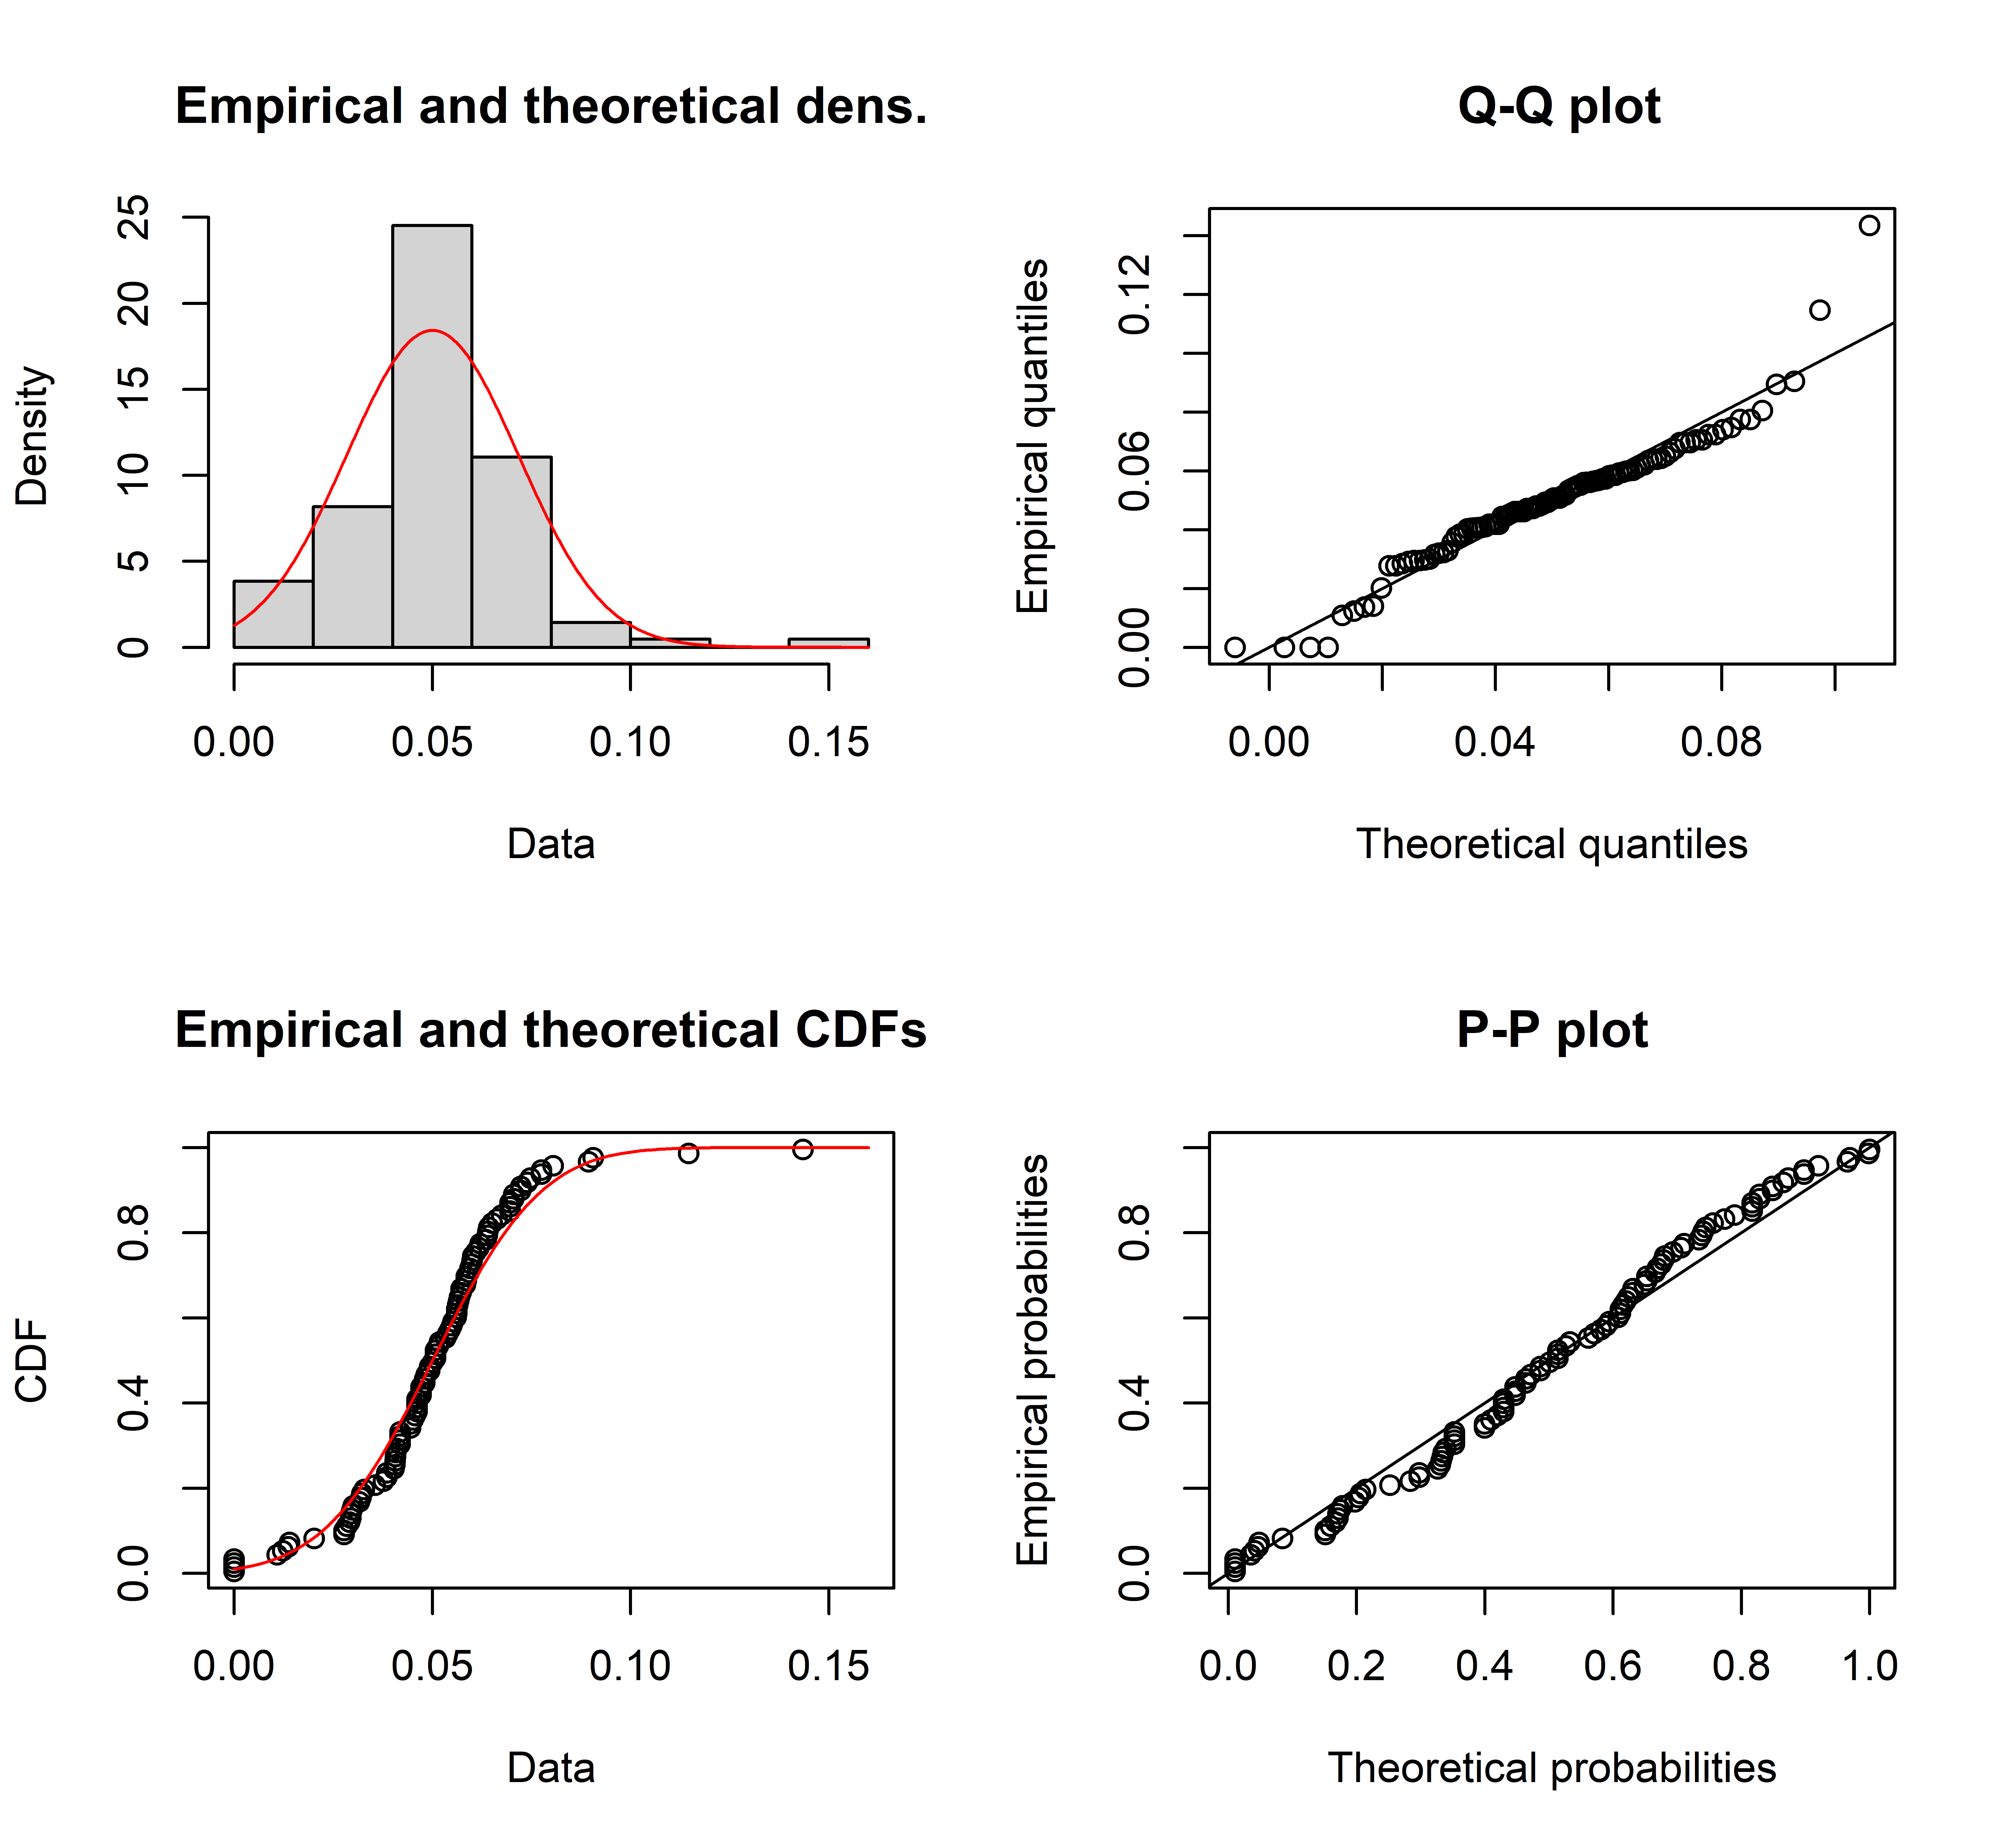 Empirical and theoretical dens.
Density
0 5 10 15 20 25
0.00 0.05 0.10 0.15
Data
Q-Q plot
Empirical quantiles
0.00 0.06 0.12
0.00 0.04 0.08
Theoretical quantiles
Empirical and theoretical CDFs
CDF
0.0 0.4 0.8
0.00 0.05 0.10 0.15
Data
P-P plot
Empirical probabilities
0.0 0.4 0.8
0.0 0.2 0.4 0.6 0.8 1.0
Theoretical probabilities